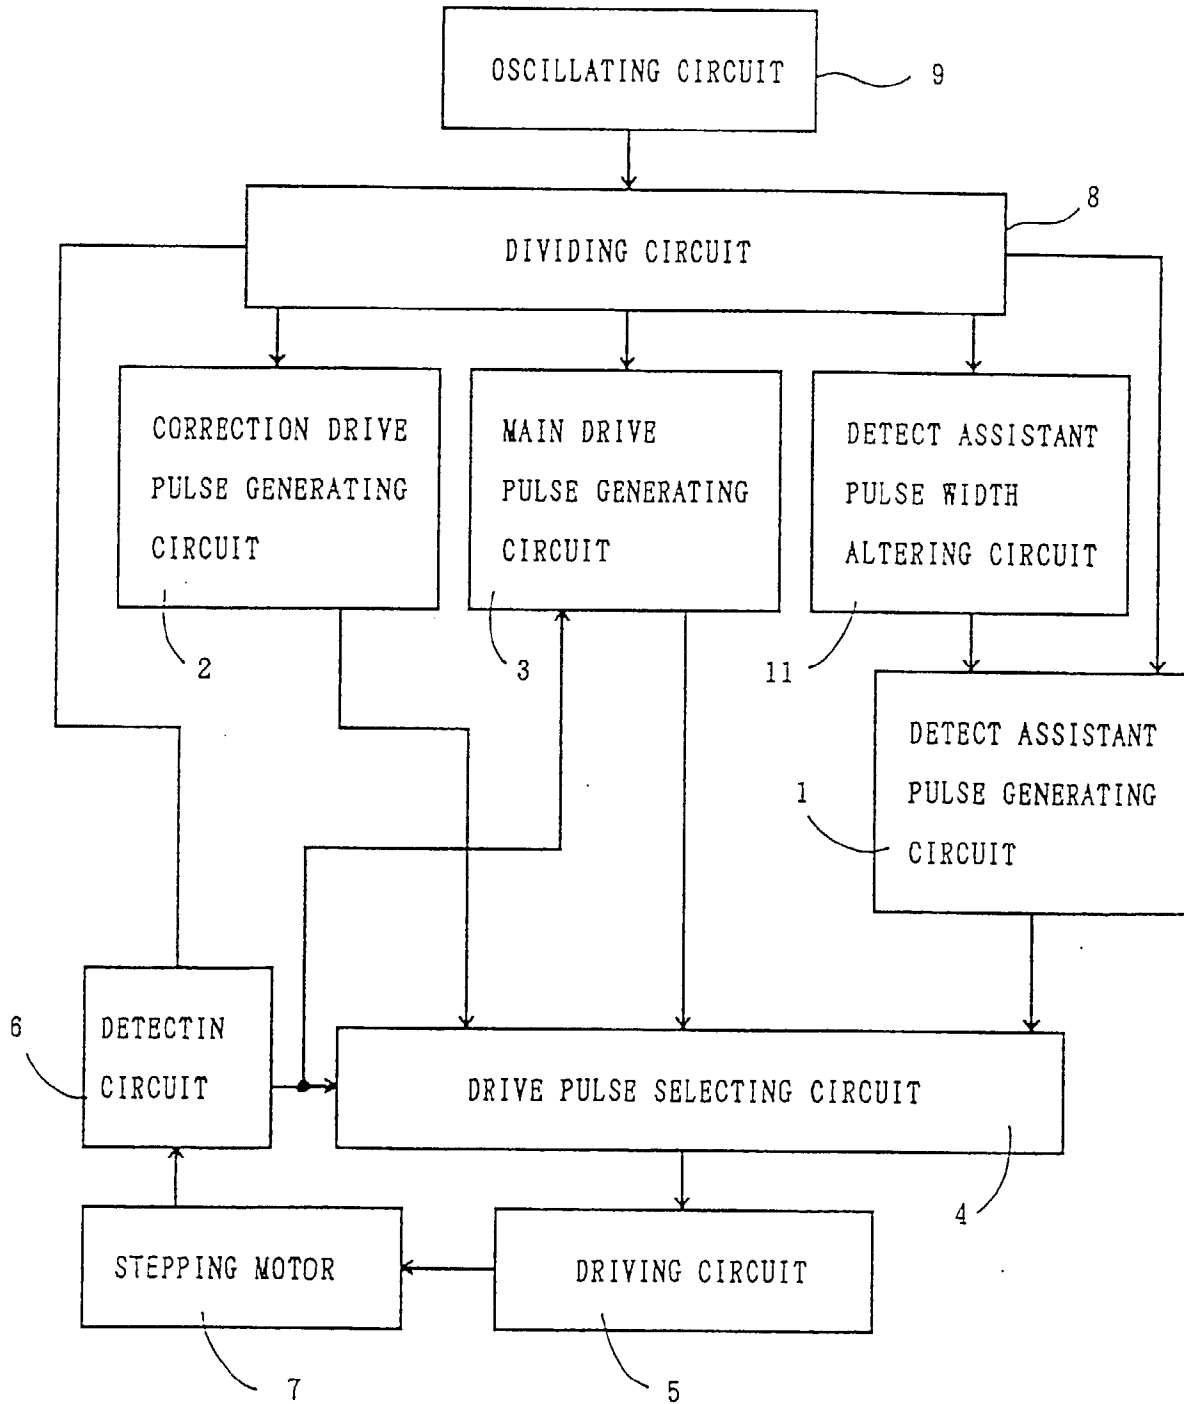 OSCILLATING CIRCUIT
9
8
DIVIDING CIRCUIT
CORRECTION DRIVE
PULSE GENERATING
CIRCUIT
2
MAIN DRIVE
PULSE GENERATING
CIRCUIT
3
DETECT ASSISTANT
PULSE WIDTH
ALTERING CIRCUIT
11
DETECT ASSISTANT
PULSE GENERATING
CIRCUIT
1
6
DETECTIN
CIRCUIT
DRIVE PULSE SELECTING CIRCUIT
4
STEPPING MOTOR
7
DRIVING CIRCUIT
5